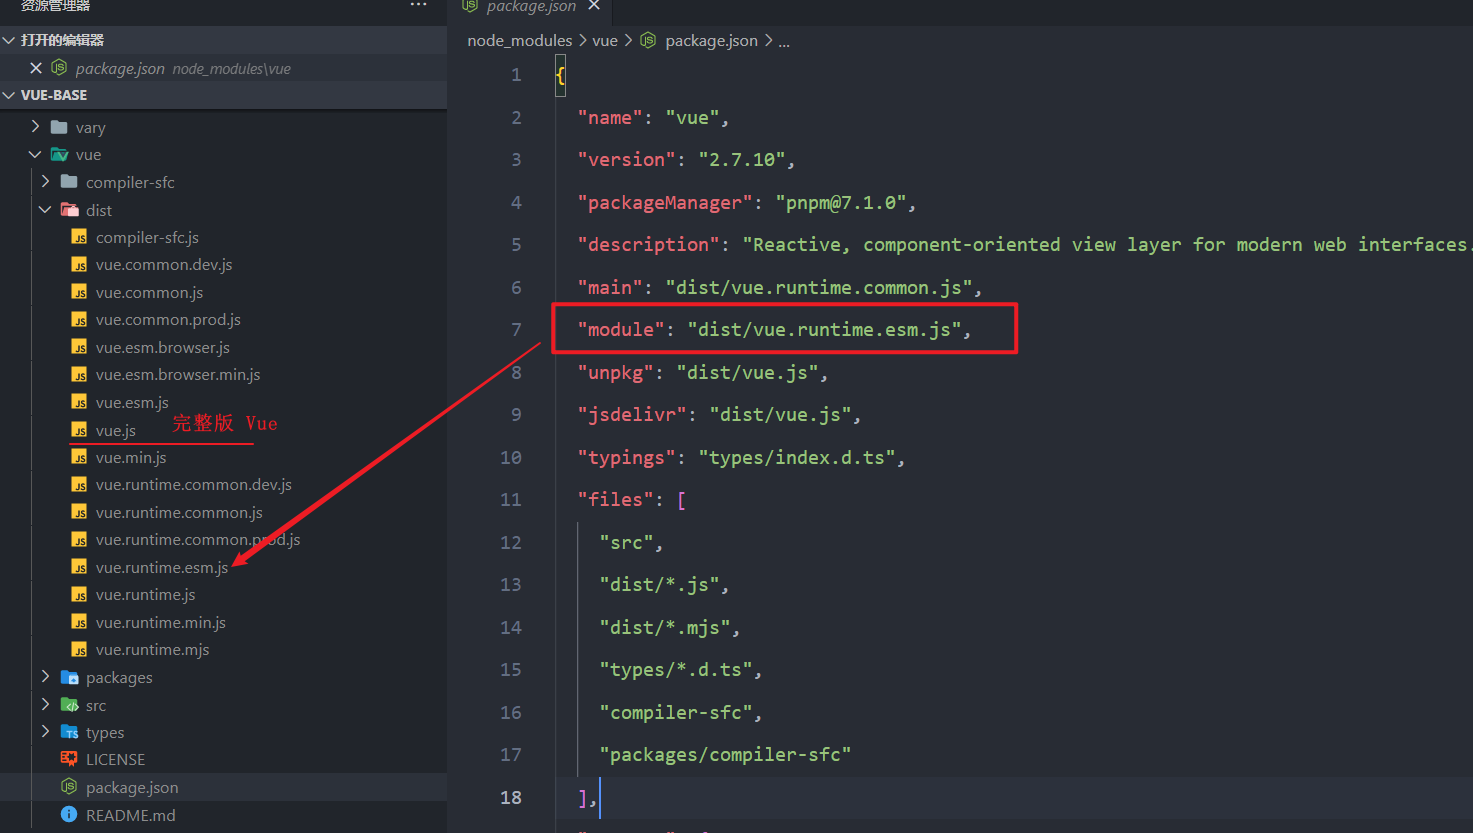 资源管理器
···
打开的编辑器
package.json node_modules\vue
VUE-BASE
vary
vue
compiler-sfc
dist
compiler-sfc.js
vue.common.dev.js
vue.common.js
vue.common.prod.js
vue.esm.browser.js
vue.esm.browser.min.js
vue.esm.js
vue.js 完整版 Vue
vue.min.js
vue.runtime.common.dev.js
vue.runtime.common.js
vue.runtime.common.prod.js
vue.runtime.esm.js
vue.runtime.js
vue.runtime.min.js
vue.runtime.mjs
packages
src
types
LICENSE
package.json
README.md
package.json
node_modules > vue > package.json > ...
1 {
2 "name": "vue",
3 "version": "2.7.10",
4 "packageManager": "pnpm@7.1.0",
5 "description": "Reactive, component-oriented view layer for modern web interfaces.
6 "main": "dist/vue.runtime.common.js",
7 "module": "dist/vue.runtime.esm.js",
8 "unpkg": "dist/vue.js",
9 "jsdelivr": "dist/vue.js",
10 "typings": "types/index.d.ts",
11 "files": [
12 "src",
13 "dist/*.js",
14 "dist/*.mjs",
15 "types/*.d.ts",
16 "compiler-sfc",
17 "packages/compiler-sfc"
18 ],